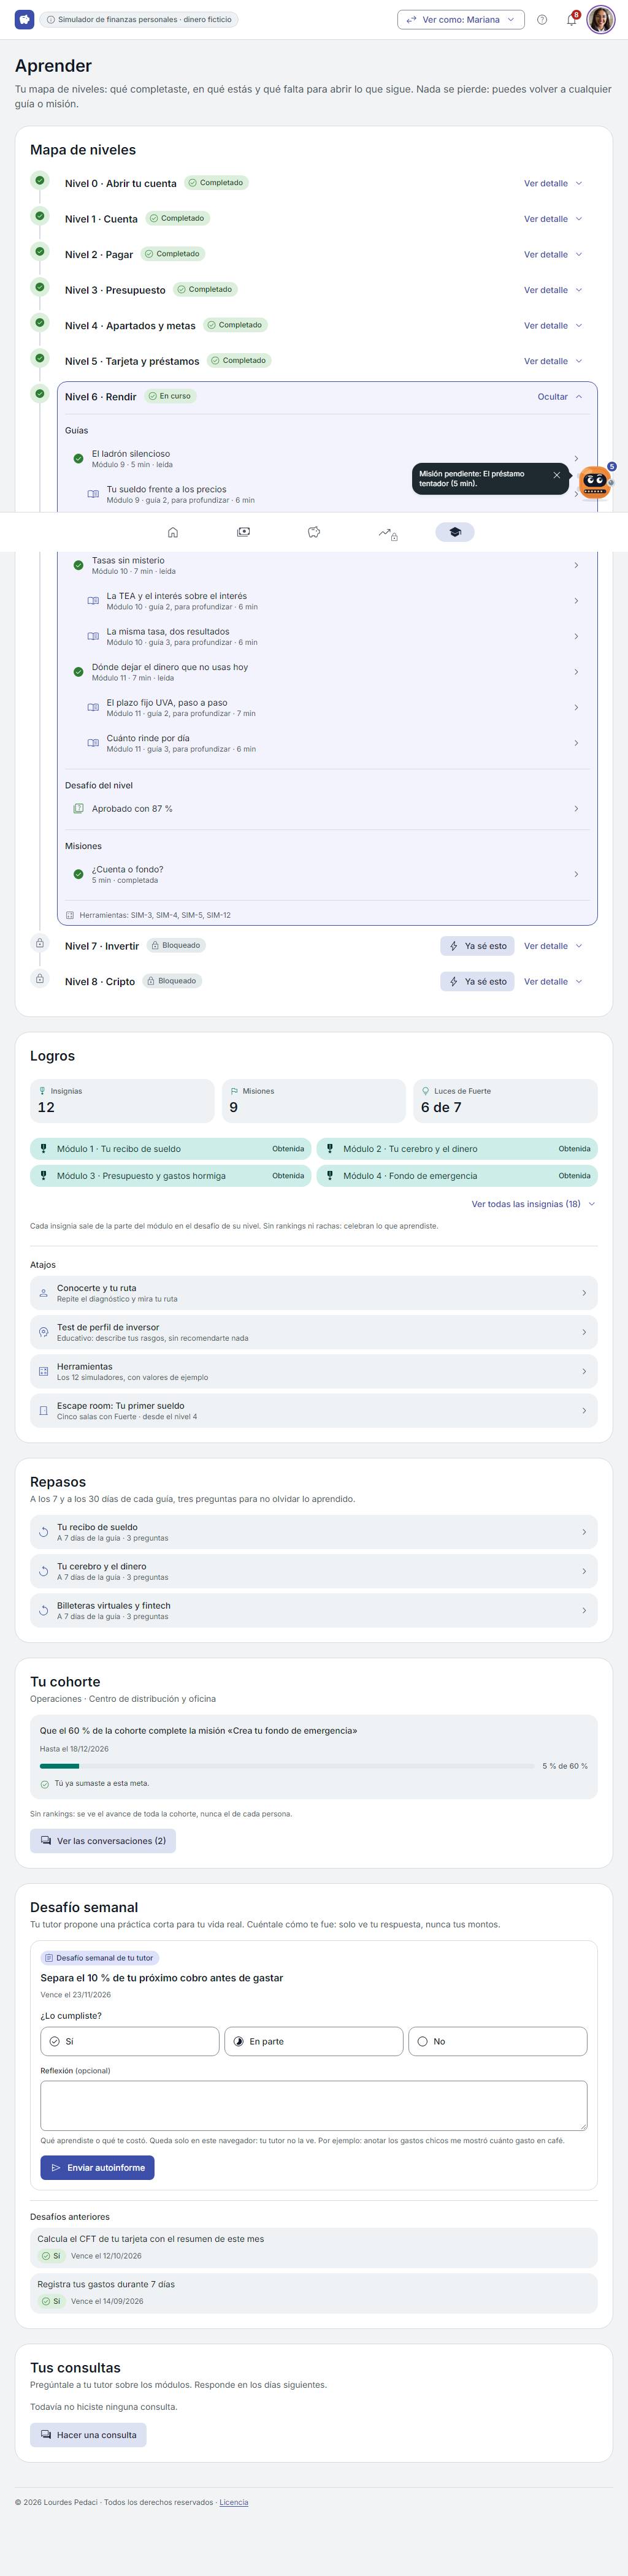 Simulador de finanzas personales · dinero ficticio
Ver como: Mariana
8
Aprender
Tu mapa de niveles: qué completaste, en qué estás y qué falta para abrir lo que sigue. Nada se pierde: puedes volver a cualquier
guía o misión.
Mapa de niveles
Nivel 0 · Abrir tu cuenta
Completado
Ver detalle
Nivel 1 · Cuenta
Completado
Ver detalle
Nivel 2 · Pagar
Completado
Ver detalle
Nivel 3 · Presupuesto
Completado
Ver detalle
Nivel 4 · Apartados y metas
Completado
Ver detalle
Nivel 5 · Tarjeta y préstamos
Completado
Ver detalle
Nivel 6 · Rendir
En curso
Ocultar
Guías
El ladrón silencioso
Módulo 9 · 5 min · leída
Misión pendiente: El préstamo
tentador (5 min).
5
Tu sueldo frente a los precios
Módulo 9 · guía 2, para profundizar · 6 min
Tasas sin misterio
Módulo 10 · 7 min · leída
La TEA y el interés sobre el interés
Módulo 10 · guía 2, para profundizar · 6 min
La misma tasa, dos resultados
Módulo 10 · guía 3, para profundizar · 6 min
Dónde dejar el dinero que no usas hoy
Módulo 11 · 7 min · leída
El plazo fijo UVA, paso a paso
Módulo 11 · guía 2, para profundizar · 7 min
Cuánto rinde por día
Módulo 11 · guía 3, para profundizar · 6 min
Desafío del nivel
Aprobado con 87 %
Misiones
¿Cuenta o fondo?
5 min · completada
Herramientas: SIM-3, SIM-4, SIM-5, SIM-12
Nivel 7 · Invertir
Bloqueado
Ya sé esto
Ver detalle
Nivel 8 · Cripto
Bloqueado
Ya sé esto
Ver detalle
Logros
Insignias
12
Misiones
9
Luces de Fuerte
6 de 7
Módulo 1 · Tu recibo de sueldo
Obtenida
Módulo 2 · Tu cerebro y el dinero
Obtenida
Módulo 3 · Presupuesto y gastos hormiga
Obtenida
Módulo 4 · Fondo de emergencia
Obtenida
Ver todas las insignias (18)
Cada insignia sale de la parte del módulo en el desafío de su nivel. Sin rankings ni rachas: celebran lo que aprendiste.
Atajos
Conocerte y tu ruta
Repite el diagnóstico y mira tu ruta
Test de perfil de inversor
Educativo: describe tus rasgos, sin recomendarte nada
Herramientas
Los 12 simuladores, con valores de ejemplo
Escape room: Tu primer sueldo
Cinco salas con Fuerte · desde el nivel 4
Repasos
A los 7 y a los 30 días de cada guía, tres preguntas para no olvidar lo aprendido.
Tu recibo de sueldo
A 7 días de la guía · 3 preguntas
Tu cerebro y el dinero
A 7 días de la guía · 3 preguntas
Billeteras virtuales y fintech
A 7 días de la guía · 3 preguntas
Tu cohorte
Operaciones · Centro de distribución y oficina
Que el 60 % de la cohorte complete la misión «Crea tu fondo de emergencia»
Hasta el 18/12/2026
5 % de 60 %
Tú ya sumaste a esta meta.
Sin rankings: se ve el avance de toda la cohorte, nunca el de cada persona.
Ver las conversaciones (2)
Desafío semanal
Tu tutor propone una práctica corta para tu vida real. Cuéntale cómo te fue: solo ve tu respuesta, nunca tus montos.
Desafío semanal de tu tutor
Separa el 10 % de tu próximo cobro antes de gastar
Vence el 23/11/2026
¿Lo cumpliste?
Sí
En parte
No
Reflexión (opcional)
Qué aprendiste o qué te costó. Queda solo en este navegador: tu tutor no la ve. Por ejemplo: anotar los gastos chicos me mostró cuánto gasto en café.
Enviar autoinforme
Desafíos anteriores
Calcula el CFT de tu tarjeta con el resumen de este mes
Sí
Vence el 12/10/2026
Registra tus gastos durante 7 días
Sí
Vence el 14/09/2026
Tus consultas
Pregúntale a tu tutor sobre los módulos. Responde en los días siguientes.
Todavía no hiciste ninguna consulta.
Hacer una consulta
© 2026 Lourdes Pedaci · Todos los derechos reservados · Licencia